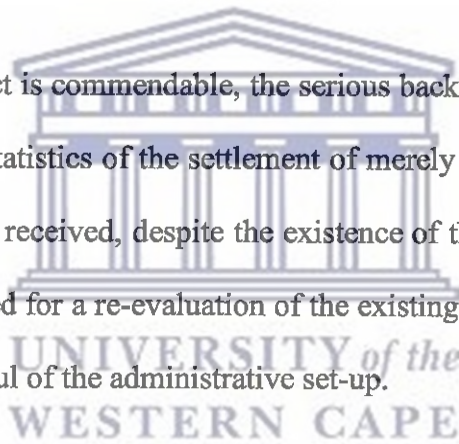 ct is commendable, the serious back
tatistics of the settlement of merely
received, despite the existence of t
d for a re-evaluation of the existing
UNIVERSITY of the
ul of the administrative set-up.
WESTERN CAPE